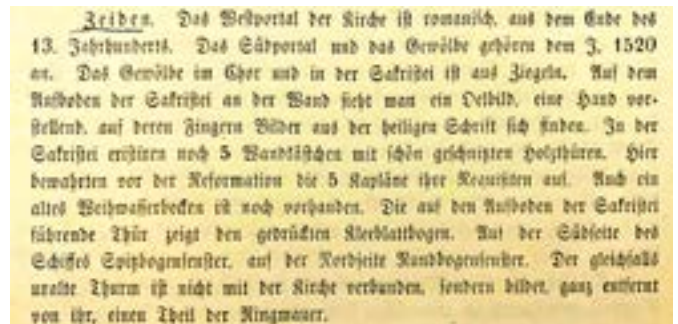 Zeiden. Das Westportal der Kirche ist romanisch, aus dem Ende des
13. Jahrhunderts. Das Südportal und das Gewölbe gehören dem J. 1520
an. Das Gewölbe im Chor und in der Sakristei ist aus Ziegeln. Auf dem
Aufboden der Sakristei an der Wand sieht man ein Oelbild, eine Hand vor-
stellend, auf deren Fingern Bilder aus der heiligen Schrift sich finden. In der
Sakristei existiren noch 5 Wandkästchen mit schön geschnitzten Holzthüren. Hier
bewahrten vor der Reformation die 5 Kapläne ihre Requisiten auf. Auch ein
altes Weihwasserbecken ist noch vorhanden. Die auf den Aufboden der Sakristei
führende Thür zeigt den gedrückten Kleeblattbogen. Auf der Südseite des
Schiffes Spitzbogenfenster, auf der Nordseite Rundbogenfenster. Der gleichfalls
uralte Thurm ist nicht mit der Kirche verbunden, sondern bildet, ganz entfernt
von ihr, einen Theil der Ringmauer.